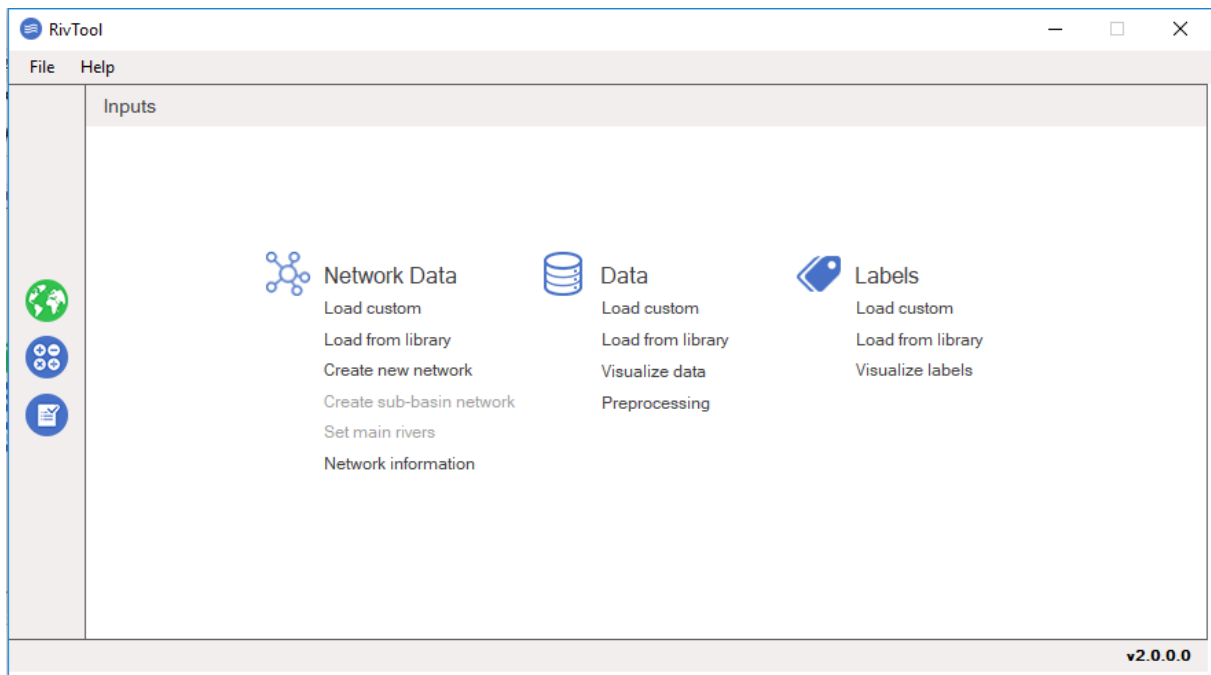 RivTool
File Help
Inputs
Network Data
Load custom
Load from library
Create new network
Create sub-basin network
Set main rivers
Network information
Data
Load custom
Load from library
Visualize data
Preprocessing
Labels
Load custom
Load from library
Visualize labels
v2.0.0.0